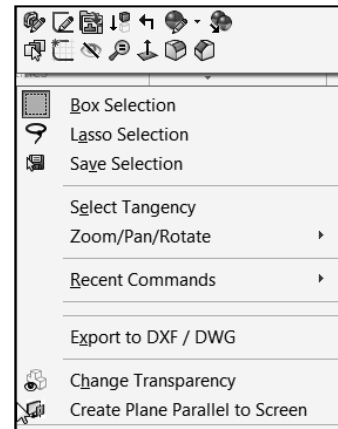 Box Selection
Lasso Selection
Save Selection
Select Tangency
Zoom/Pan/Rotate
Recent Commands
Export to DXF / DWG
Change Transparency
Create Plane Parallel to Screen